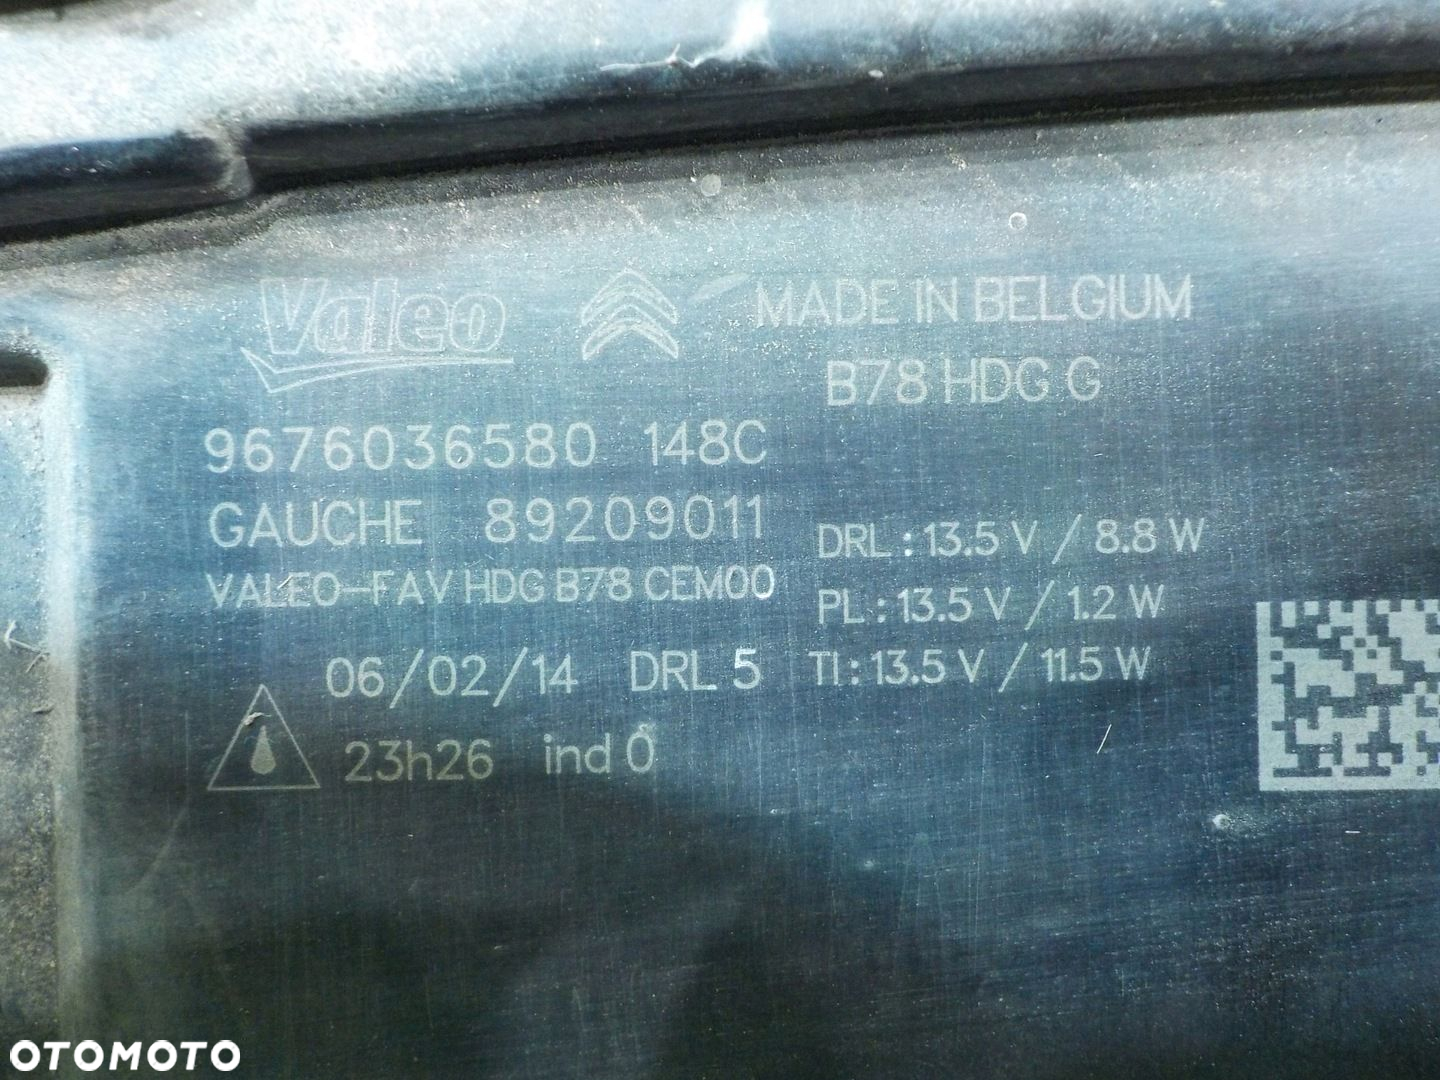 Valeo MADE IN BELGIUM
B78 HDG G
9676036580 148C
GAUCHE 89209011
DRL : 13.5 V / 8.8 W
VALEO-FAV HDG B78 CEM00
PL : 13.5 V / 1.2 W
06/02/14 DRL 5
TI : 13.5 V / 11.5 W
23h26 ind 0
OTOMOTO